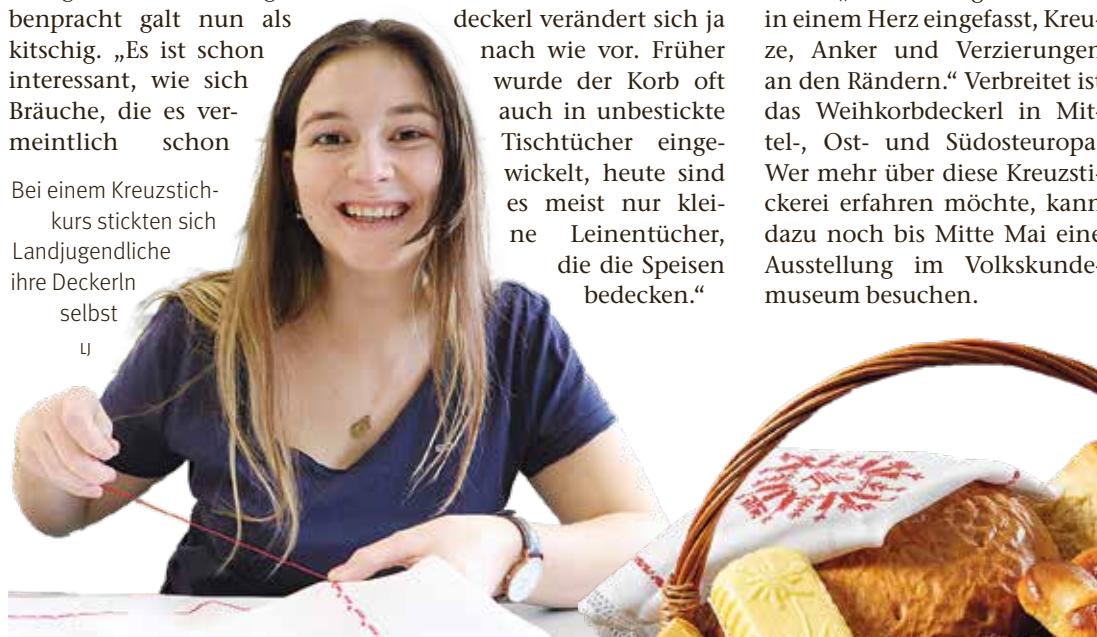 benpracht galt nun als
kitschig. „Es ist schon
interessant, wie sich
Bräuche, die es ver-
meintlich schon
Bei einem Kreuzstich-
kurs stickten sich
Landjugendliche
ihre Deckerln
selbst
LJ
deckerl verändert sich ja
nach wie vor. Früher
wurde der Korb oft
auch in unbestickte
Tischtücher einge-
wickelt, heute sind
es meist nur klei-
ne Leinentücher,
die die Speisen
bedecken.“
in einem Herz eingefasst, Kreu-
ze, Anker und Verzierungen
an den Rändern.“ Verbreitet ist
das Weihkorbdeckerl in Mit-
tel-, Ost- und Südosteuropa.
Wer mehr über diese Kreuzsti-
ckerei erfahren möchte, kann
dazu noch bis Mitte Mai eine
Ausstellung im Volkskunde-
museum besuchen.